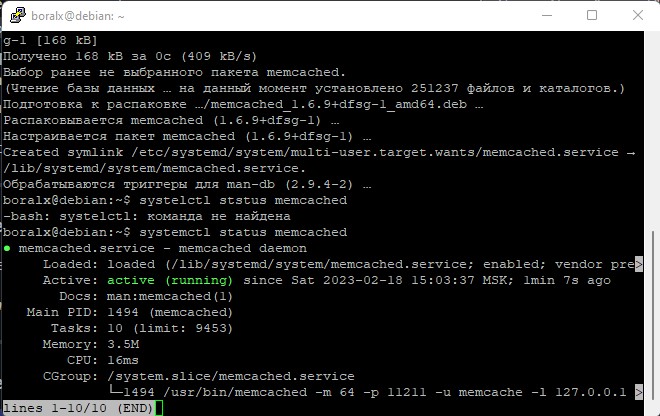 boralx@debian: ~
g-1 [168 kB]
Получено 168 kB за 0с (409 kB/s)
Выбор ранее не выбранного пакета memcached.
(Чтение базы данных … на данный момент установлено 251237 файлов и каталогов.)
Подготовка к распаковке …/memcached_1.6.9+dfsg-1_amd64.deb …
Распаковывается memcached (1.6.9+dfsg-1) …
Настраивается пакет memcached (1.6.9+dfsg-1) …
Created symlink /etc/systemd/system/multi-user.target.wants/memcached.service →
/lib/systemd/system/memcached.service.
Обрабатываются триггеры для man-db (2.9.4-2) …
boralx@debian:~$ systelctl ststus memcached
-bash: systelctl: команда не найдена
boralx@debian:~$ systemctl status memcached
● memcached.service - memcached daemon
Loaded: loaded (/lib/systemd/system/memcached.service; enabled; vendor pre>
Active: active (running) since Sat 2023-02-18 15:03:37 MSK; 1min 7s ago
Docs: man:memcached(1)
Main PID: 1494 (memcached)
Tasks: 10 (limit: 9453)
Memory: 3.5M
CPU: 16ms
CGroup: /system.slice/memcached.service
└─1494 /usr/bin/memcached -m 64 -p 11211 -u memcache -l 127.0.0.1 >
lines 1-10/10 (END)